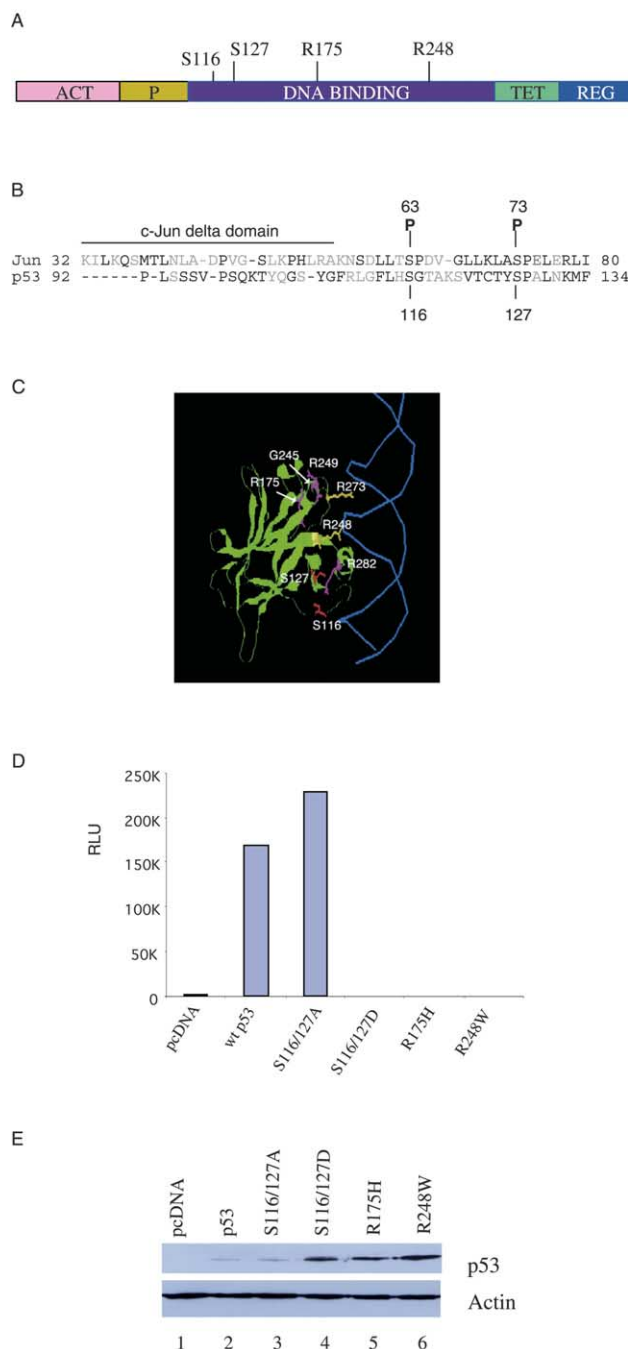 A
S116 S127 R175 R248
ACT P DNA BINDING TET REG
B
63 73
c-Jun delta domain P P
Jun 32 KILKQSMTLNLA-DPVG-SLKPHLRAKNSDLLTSPDV-GLLKLASPELERLI 80
p53 92 ------P-LSSSVPSQKTYQGS-YGFRLGFLHSGTAKSVTCTYSPALNKMF 134
116 127
C
G245 R249
R175 R273
R248
R282
S127
S116
D
RLU
250K
200K
150K
100K
50K
0
pcDNA
wt p53
S116/127A
S116/127D
R175H
R248W
E
pcDNA
p53
S116/127A
S116/127D
R175H
R248W
p53
Actin
1 2 3 4 5 6